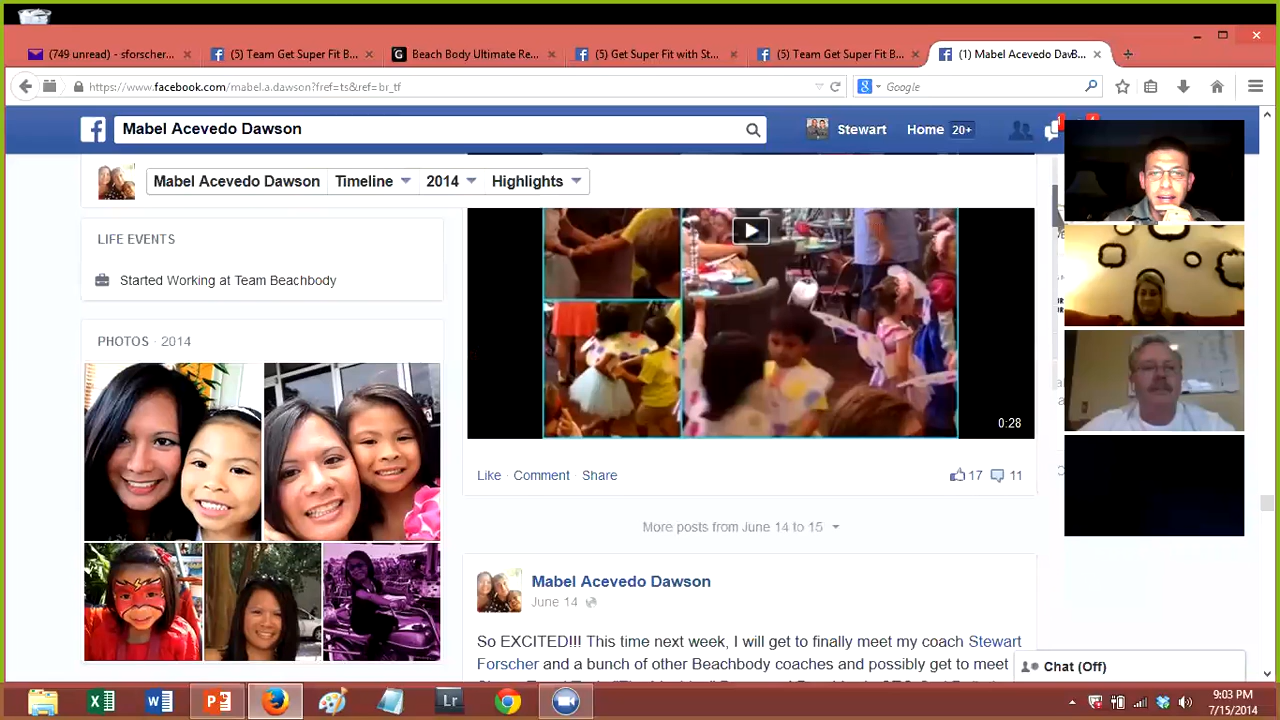 (749 unread) - sforscher...
(5) Team Get Super Fit B...
Beach Body Ultimate Re...
(5) Get Super Fit with St...
(5) Team Get Super Fit B...
(1) Mabel Acevedo Daw...
https://www.facebook.com/mabel.a.dawson?fref=ts&ref=br_tf
Google
Mabel Acevedo Dawson
Stewart
Home 20+
Mabel Acevedo Dawson
Timeline
2014
Highlights
LIFE EVENTS
Started Working at Team Beachbody
PHOTOS · 2014
0:28
Like · Comment · Share
17
11
More posts from June 14 to 15
Mabel Acevedo Dawson
June 14
So EXCITED!!! This time next week, I will get to finally meet my coach Stewart
Forscher and a bunch of other Beachbody coaches and possibly get to meet
Chat (Off)
Lr
9:03 PM
7/15/2014